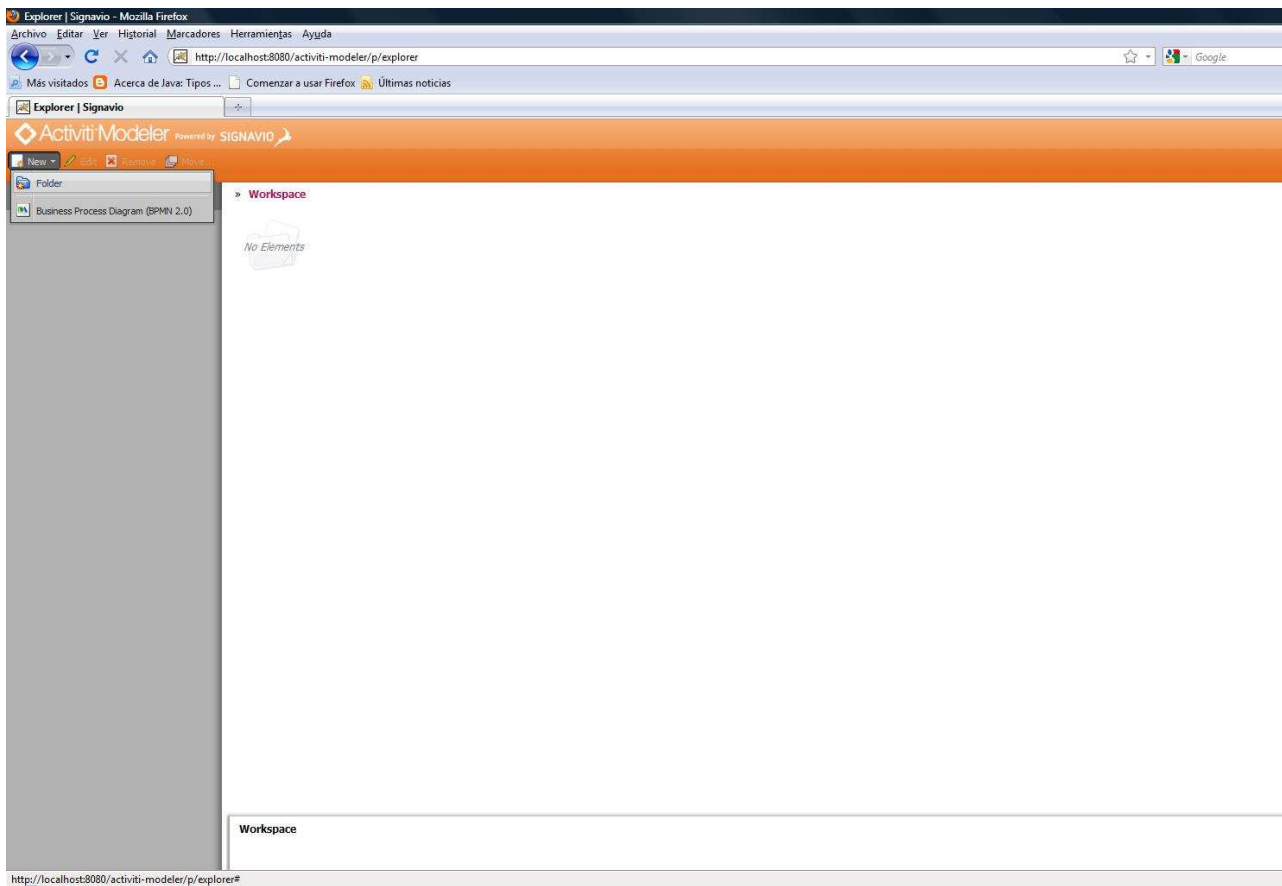 Explorer | Signavio - Mozilla Firefox
Archivo Editar Ver Historial Marcadores Herramientas Ayuda
http://localhost:8080/activiti-modeler/p/explorer
Google
Más visitados Acerca de Java: Tipos ... Comenzar a usar Firefox Últimas noticias
Explorer | Signavio
Activiti Modeler Powered by SIGNAVIO
New Edit Remove Move...
Folder
Business Process Diagram (BPMN 2.0)
» Workspace
No Elements
Workspace
http://localhost:8080/activiti-modeler/p/explorer#